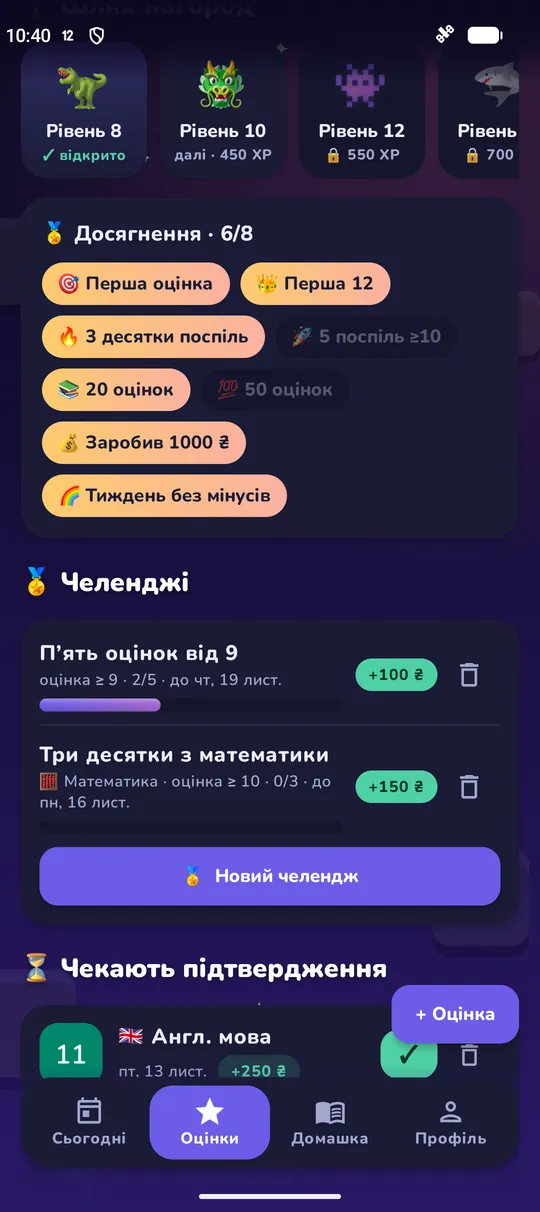 Шлях нагород
10:40 12
Рівень 8
Рівень 10
Рівень 12
Рівень
✓ відкрито
далі · 450 XP
🔒 550 XP
🔒 700
🏅 Досягнення · 6/8
🎯 Перша оцінка
👑 Перша 12
🔥 3 десятки поспіль
🚀 5 поспіль ≥10
📚 20 оцінок
💯 50 оцінок
💰 Заробив 1000 ₴
🌈 Тиждень без мінусів
🏅 Челенджі
П’ять оцінок від 9
оцінка ≥ 9 · 2/5 · до чт, 19 лист.
+100 ₴
Три десятки з математики
🧮 Математика · оцінка ≥ 10 · 0/3 · до
пн, 16 лист.
+150 ₴
🏅 Новий челендж
⏳ Чекають підтвердження
+ Оцінка
11
🇬🇧 Англ. мова
пт, 13 лист.
+250 ₴
✓
Сьогодні
Оцінки
Домашка
Профіль